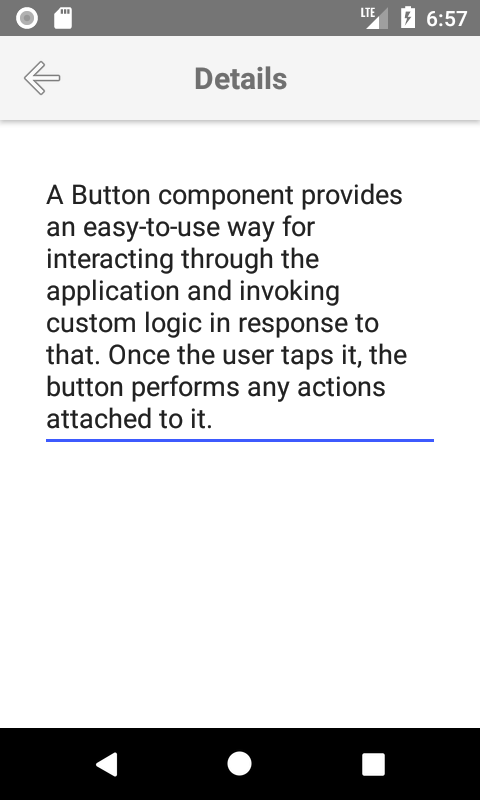 LTE 6:57
Details
A Button component provides
an easy-to-use way for
interacting through the
application and invoking
custom logic in response to
that. Once the user taps it, the
button performs any actions
attached to it.